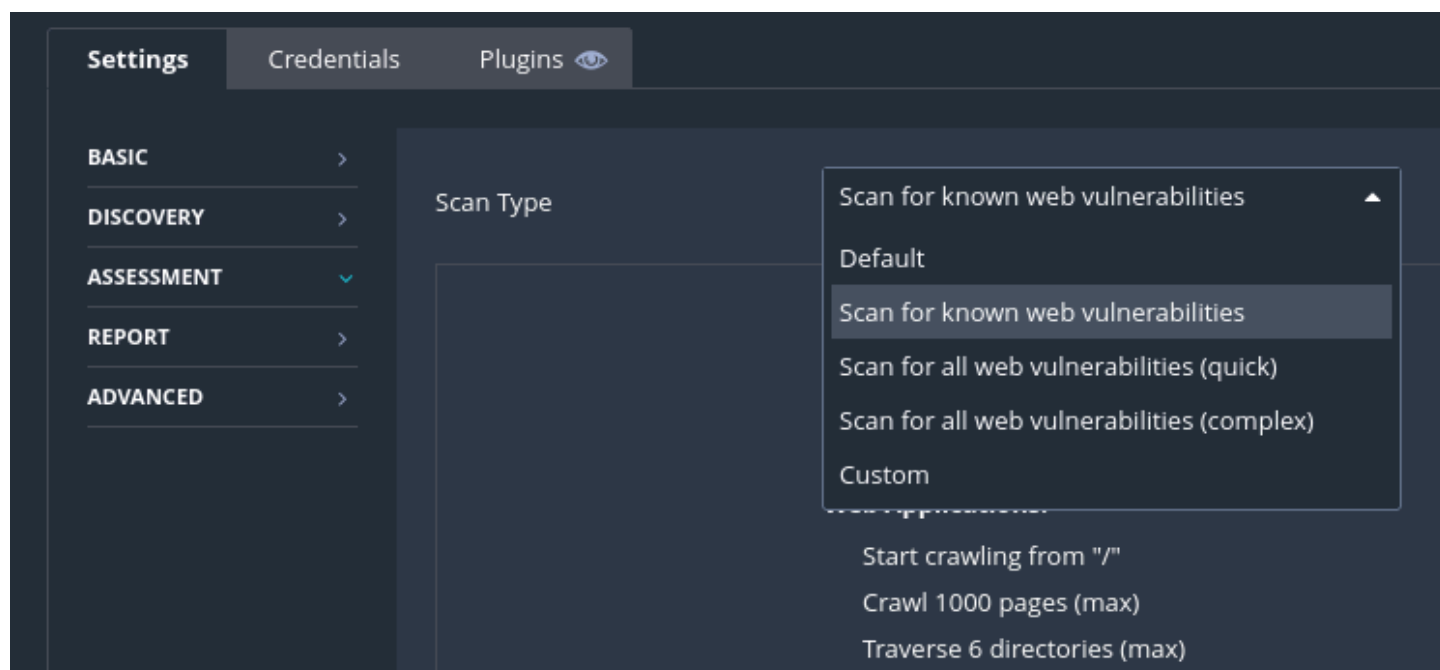 Settings
Credentials
Plugins
BASIC
DISCOVERY
ASSESSMENT
REPORT
ADVANCED
Scan Type
Scan for known web vulnerabilities
Default
Scan for known web vulnerabilities
Scan for all web vulnerabilities (quick)
Scan for all web vulnerabilities (complex)
Custom
Start crawling from "/"
Crawl 1000 pages (max)
Traverse 6 directories (max)